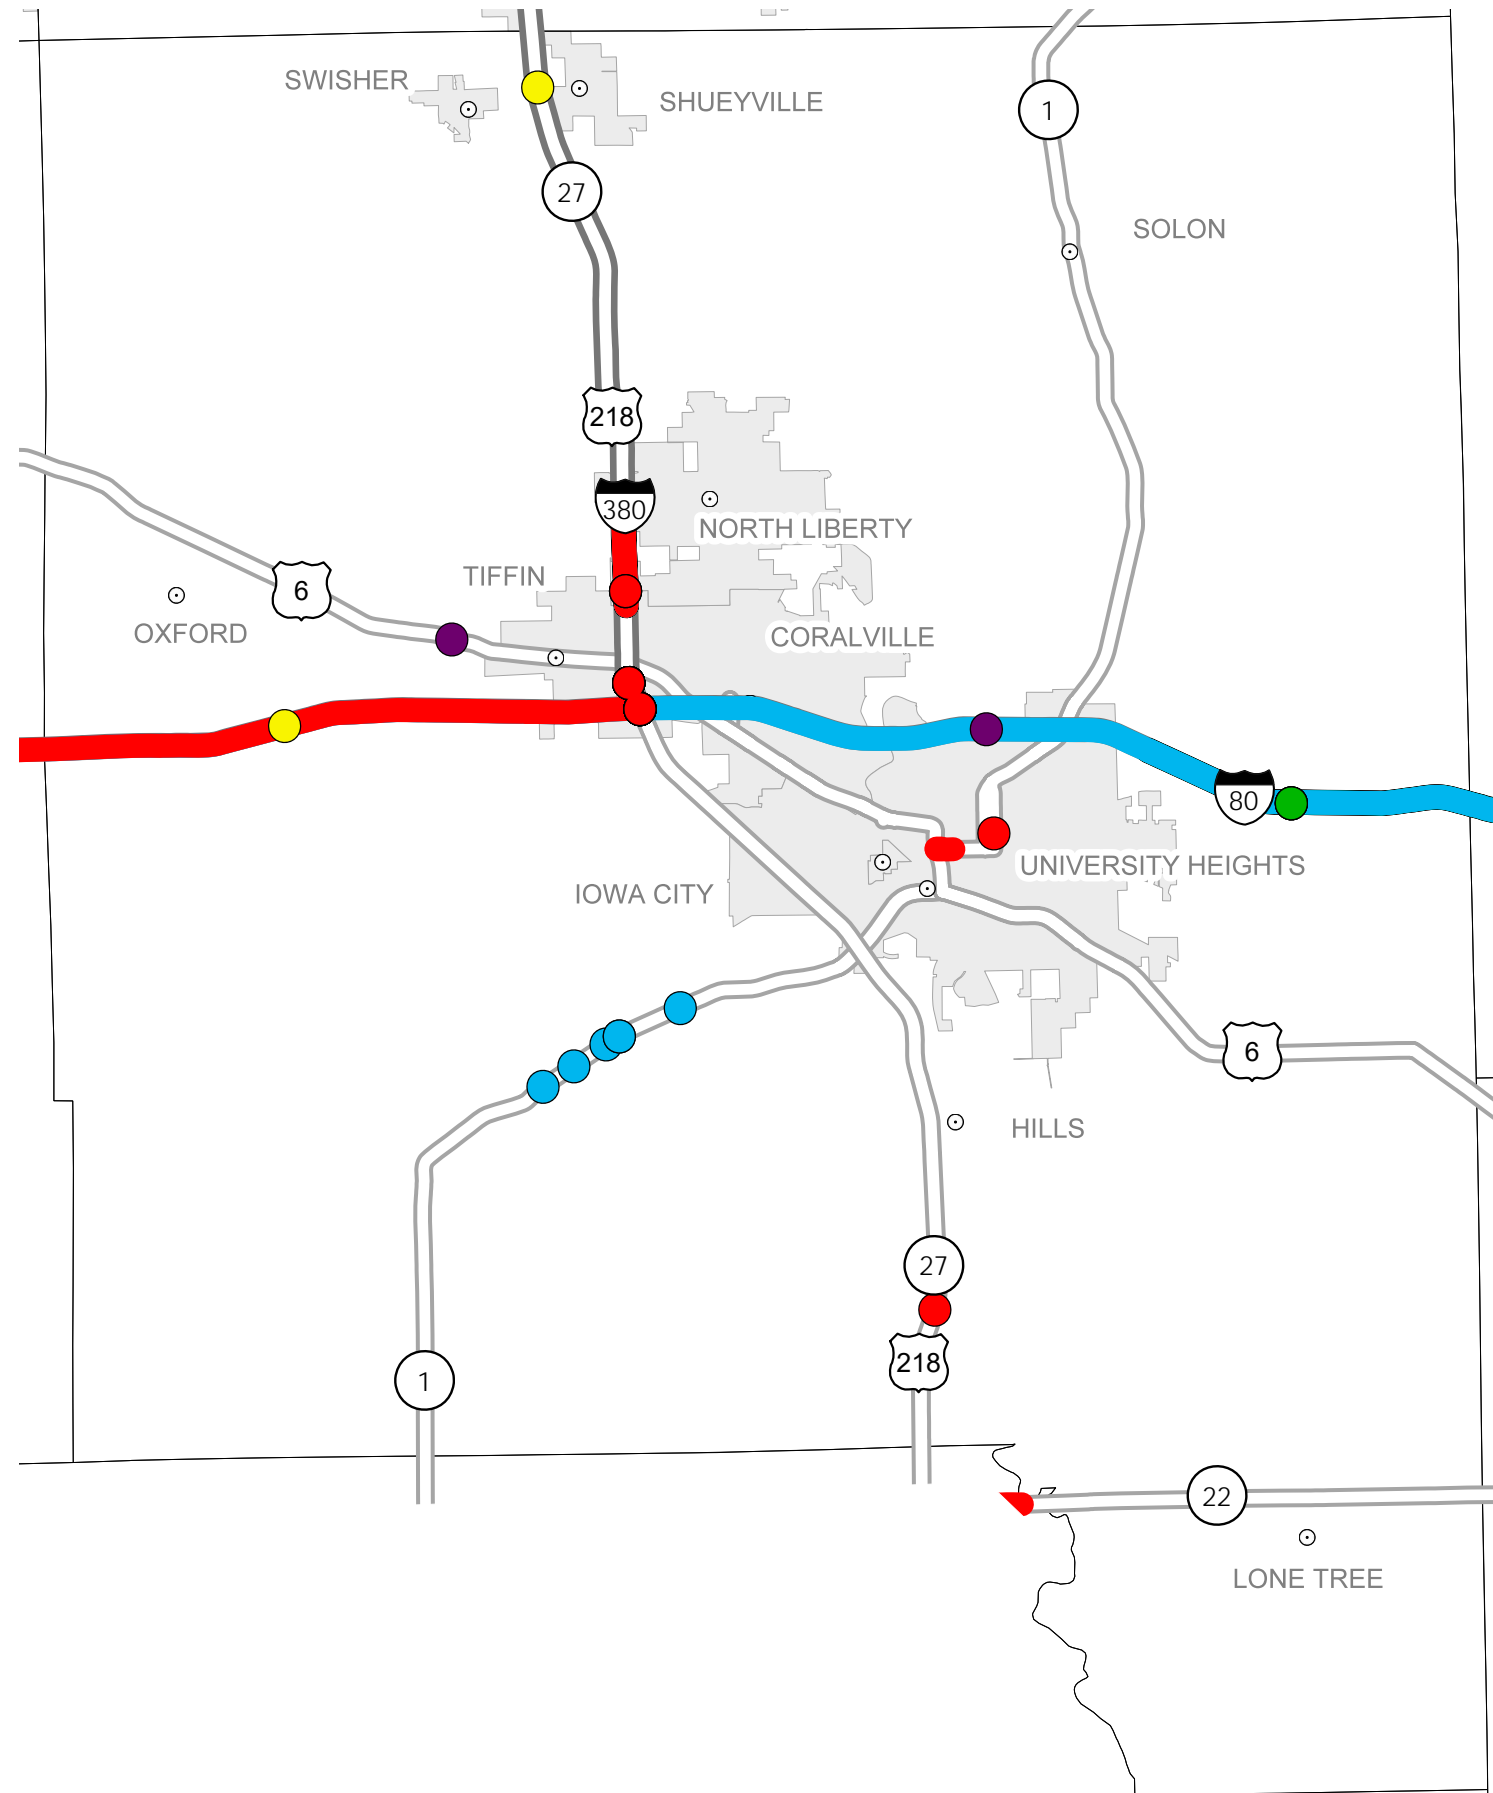 SWISHER
SHUEYVILLE
1
27
SOLON
218
380
NORTH LIBERTY
TIFFIN
6
OXFORD
CORALVILLE
80
UNIVERSITY HEIGHTS
IOWA CITY
6
HILLS
27
218
1
22
LONE TREE